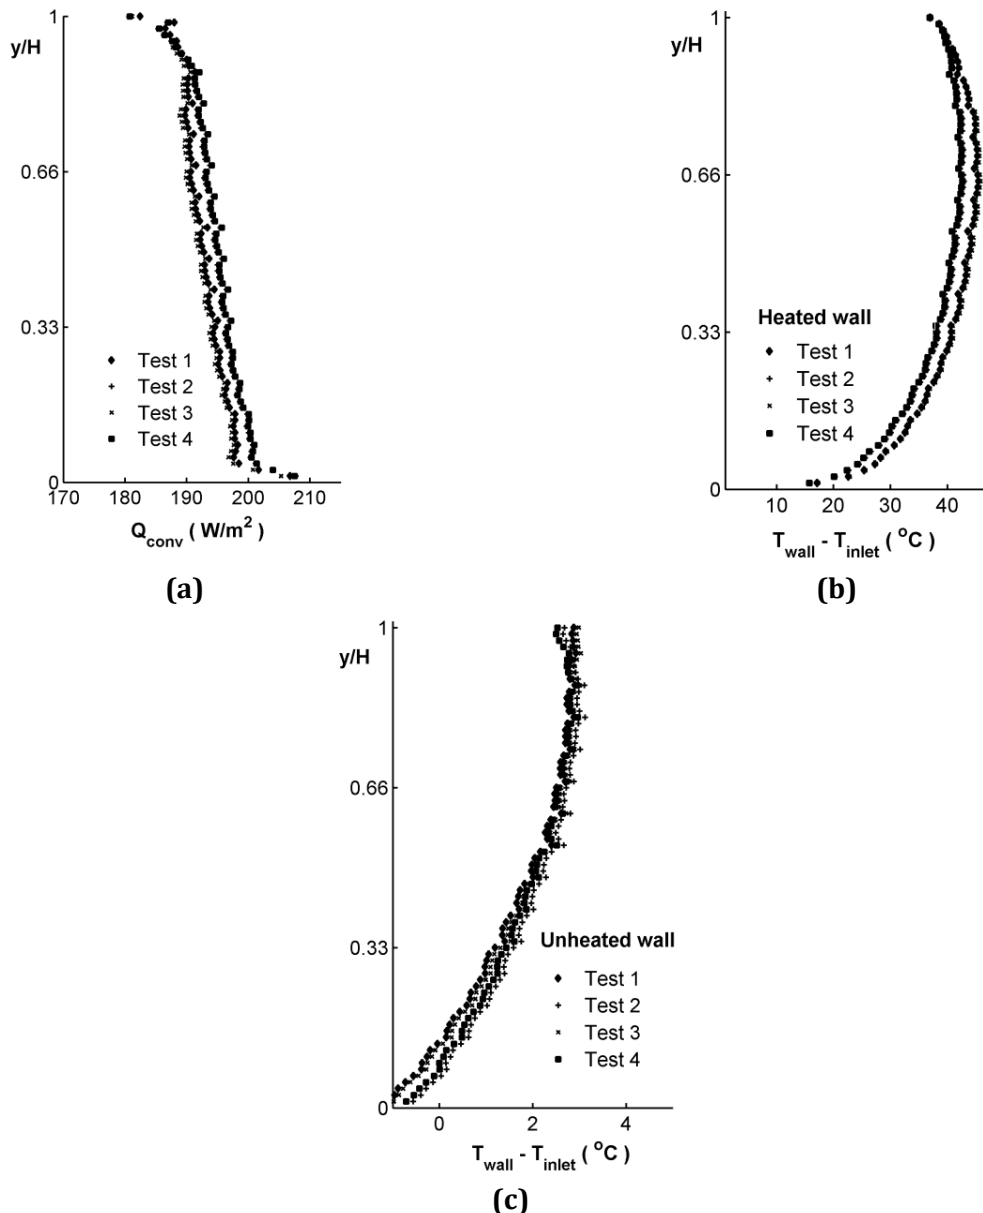 1
y/H
0.66
0.33
Test 1
Test 2
Test 3
Test 4
0
170 190 200 210
Q_conv ( W/m² )
(a)
1
y/H
0.66
0.33
Heated wall
Test 1
Test 2
Test 3
Test 4
0
10 20 30 40
T_wall - T_inlet ( °C )
(b)
1
y/H
0.66
0.33
Unheated wall
Test 1
Test 2
Test 3
Test 4
0
0 2 4
T_wall - T_inlet ( °C )
(c)